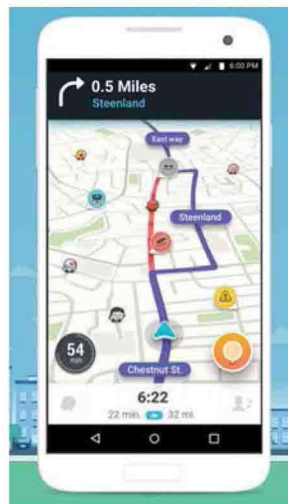 6:00 PM
0.5 Miles
Steenland
East way
Steenland
54
mph
Chestnut St.
6:22
22 min. 32 mi.